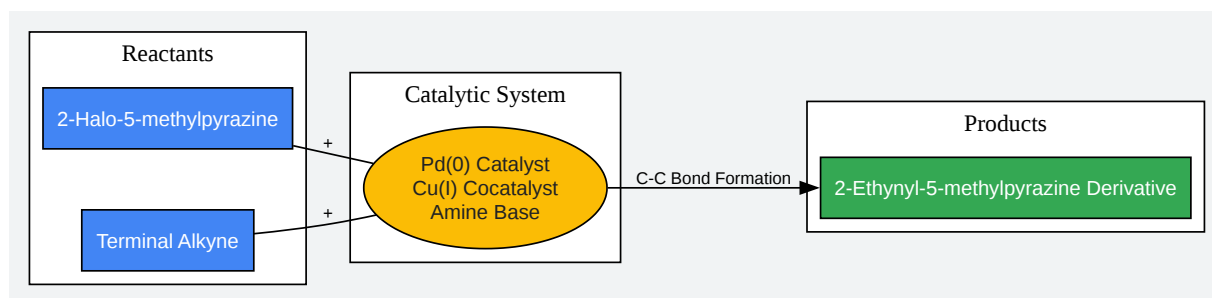 Reactants
2-Halo-5-methylpyrazine
+
Terminal Alkyne
+
Catalytic System
Pd(0) Catalyst
Cu(I) Cocatalyst
Amine Base
C-C Bond Formation
Products
2-Ethynyl-5-methylpyrazine Derivative